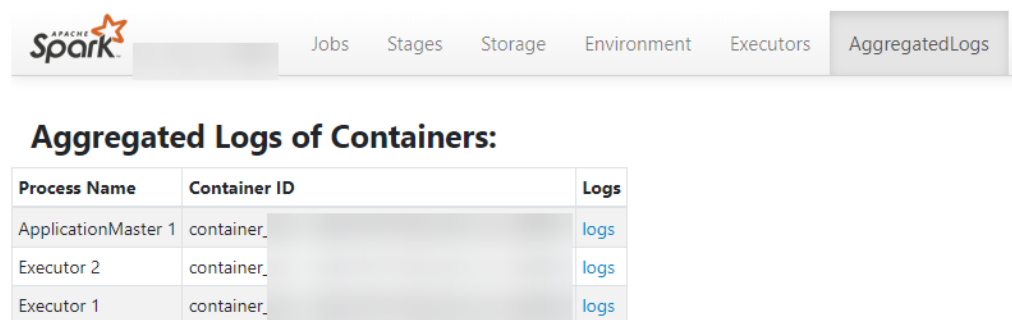 APACHE Spark Jobs Stages Storage Environment Executors AggregatedLogs
Aggregated Logs of Containers:
Process Name Container ID Logs
ApplicationMaster 1 container_ logs
Executor 2 container_ logs
Executor 1 container_ logs